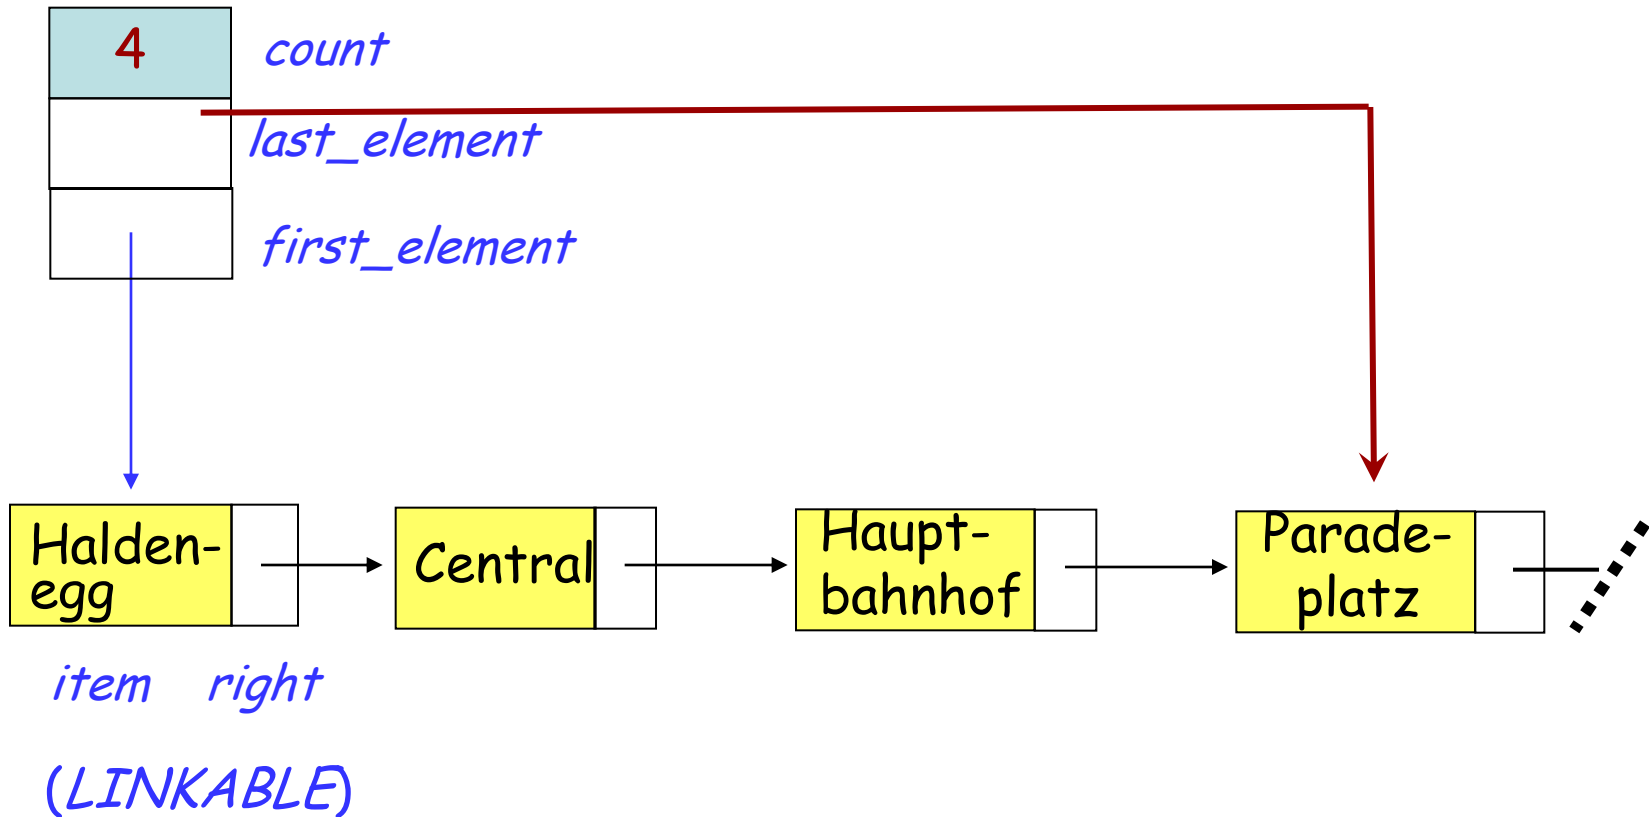 4
count
last_element
first_element
Halden-
egg
Central
Haupt-
bahnhof
Parade-
platz
item right
(LINKABLE)